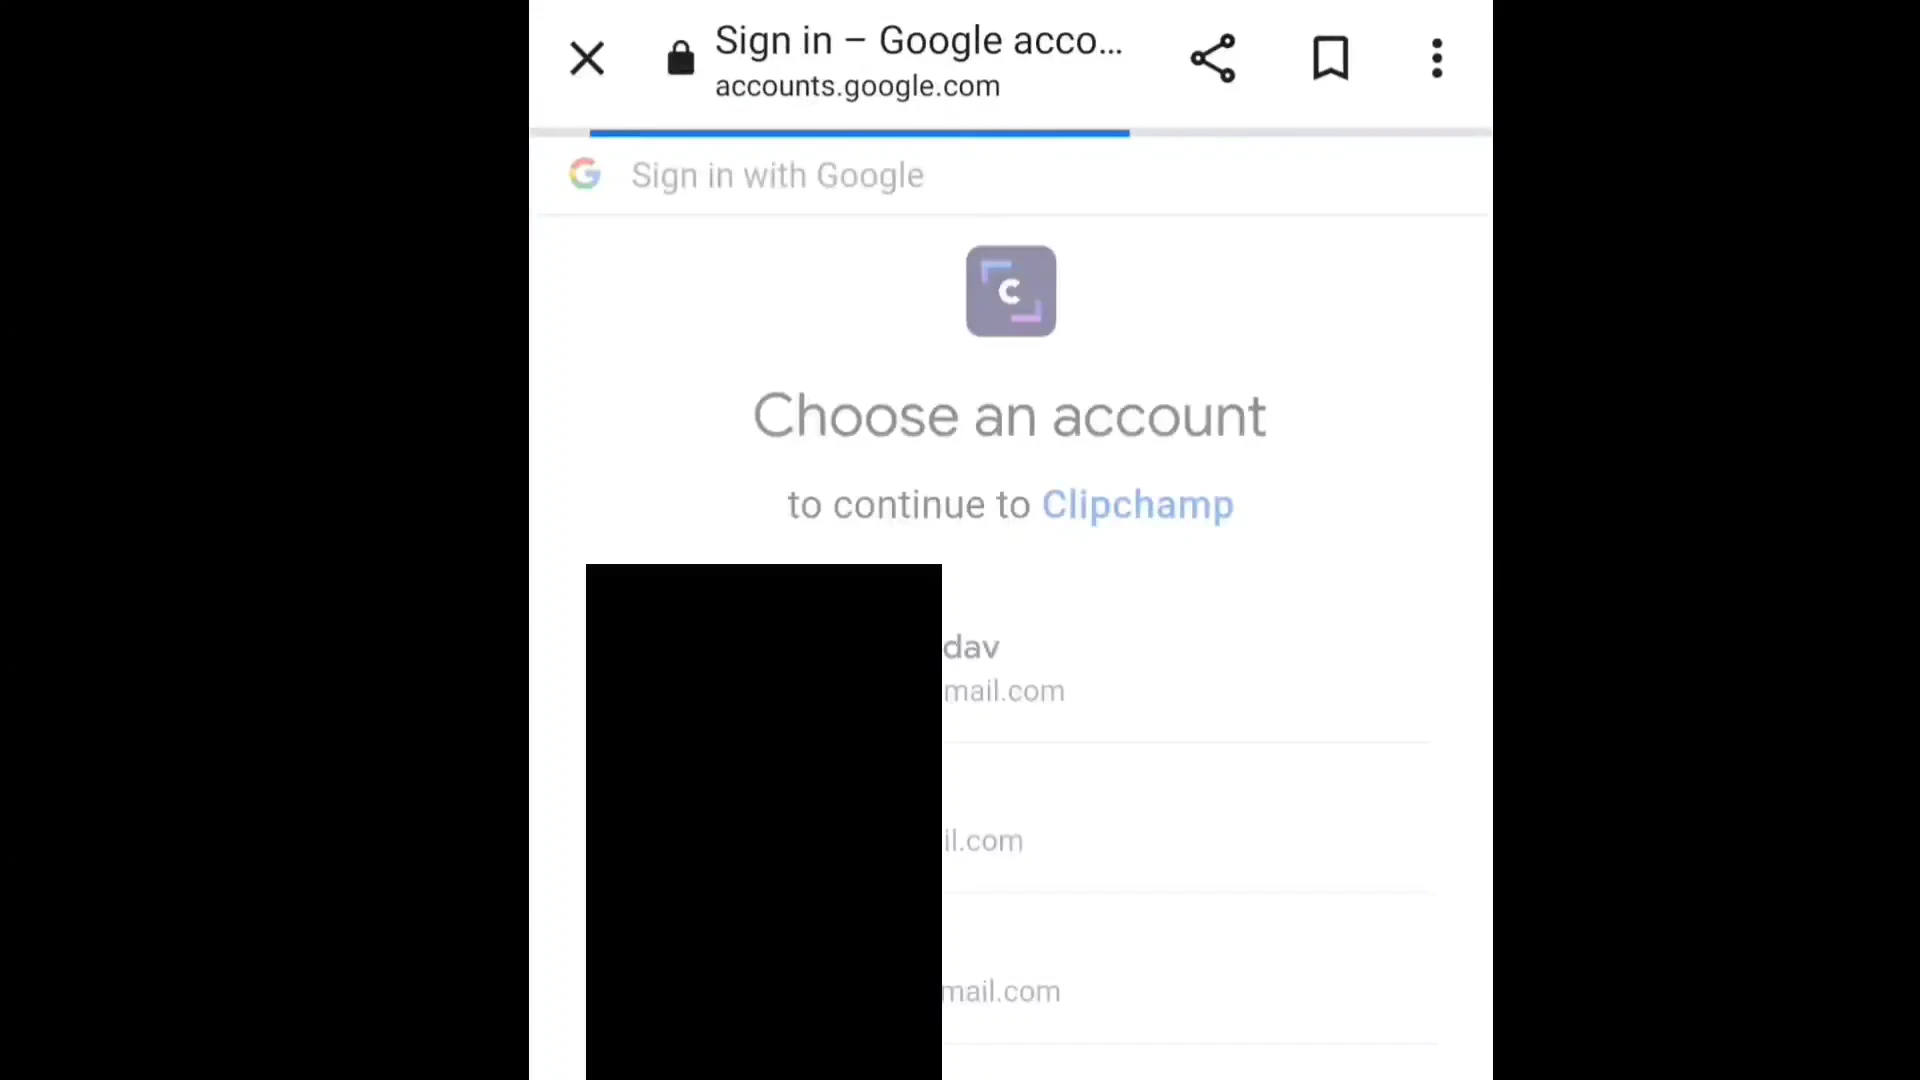 Sign in – Google acco...
accounts.google.com
Sign in with Google
C
Choose an account
to continue to Clipchamp
dav
mail.com
il.com
mail.com